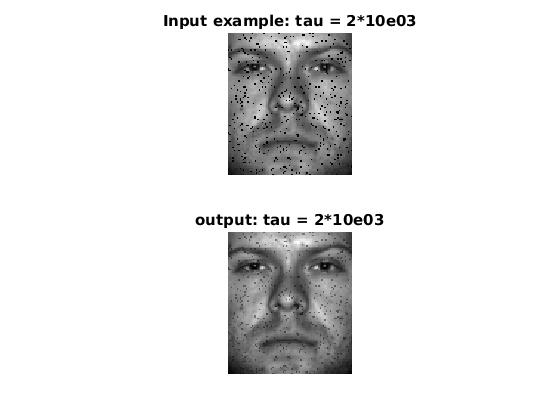 Input example: tau = 2*10e03
output: tau = 2*10e03